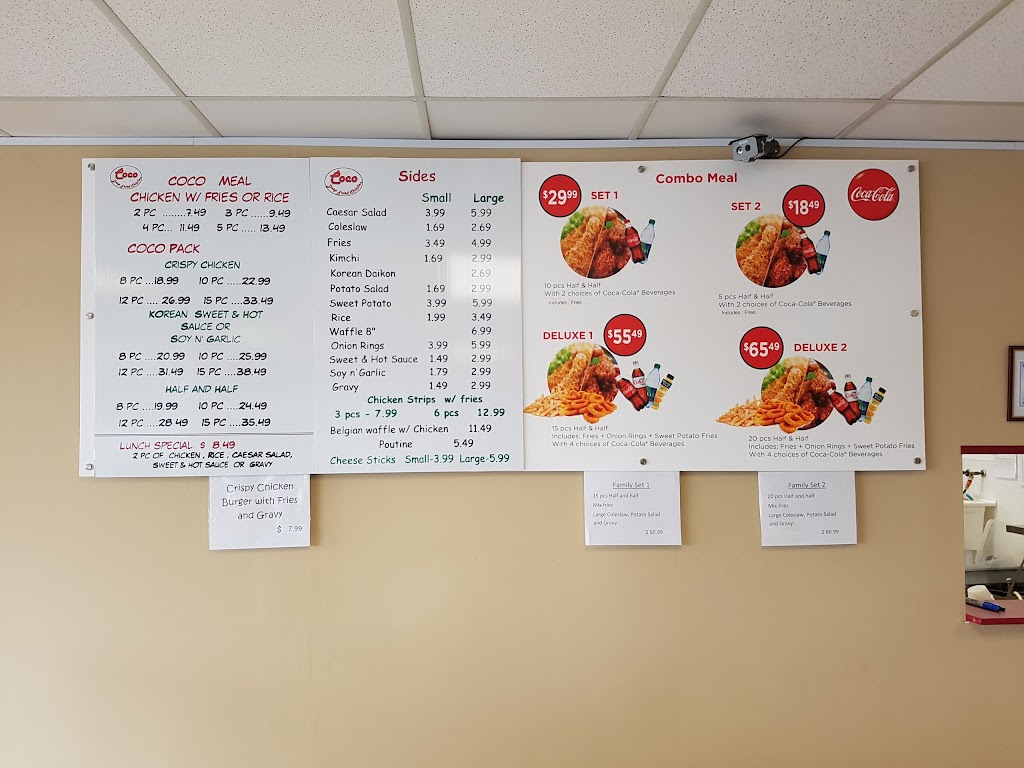 Coco
COCO MEAL
CHICKEN W/ FRIES OR RICE
2 PC ........7.49 3 PC ......9.49
4 PC... 11.49 5 PC ..... 13.49
COCO PACK
CRISPY CHICKEN
8 PC ....18.99 10 PC .....22.99
12 PC .... 26.99 15 PC ....33.49
KOREAN SWEET & HOT
SAUCE OR
SOY N' GARLIC
8 PC ....20.99 10 PC ....25.99
12 PC ....31.49 15 PC ....38.49
HALF AND HALF
8 PC ....19.99 10 PC ....24.49
12 PC ....28 49 15 PC ....35.49
LUNCH SPECIAL $ 8.49
2 PC OF CHICKEN , RICE , CAESAR SALAD,
SWEET & HOT SAUCE OR GRAVY
Crispy Chicken
Burger with Fries
and Gravy
$ 7.99
Coco
Sides
Small Large
Caesar Salad 3.99 5.99
Coleslaw 1.69 2.69
Fries 3.49 4.99
Kimchi 1.69 2.99
Korean Daikon 2.69
Potato Salad 1.69 2.99
Sweet Potato 3.99 5.99
Rice 1.99 3.49
Waffle 8" 6.99
Onion Rings 3.99 5.99
Sweet & Hot Sauce 1.49 2.99
Soy n' Garlic 1.79 2.99
Gravy 1.49 2.99
Chicken Strips w/ fries
3 pcs - 7.99 6 pcs 12.99
Belgian waffle w/ Chicken 11.49
Poutine 5.49
Cheese Sticks Small-3.99 Large-5.99
Combo Meal
Coca-Cola
$29.99 SET 1
10 pcs Half & Half
With 2 choices of Coca-Cola® Beverages
Includes : Fries
SET 2 $18.49
5 pcs Half & Half
With 2 choices of Coca-Cola® Beverages
Includes : Fries
DELUXE 1 $55.49
15 pcs Half & Half
Includes: Fries + Onion Rings + Sweet Potato Fries
With 4 choices of Coca-Cola® Beverages
$65.49 DELUXE 2
20 pcs Half & Half
Includes: Fries + Onion Rings + Sweet Potato Fries
With 4 choices of Coca-Cola® Beverages
Family Set 1
15 pcs Half and half
Mix fries
Large Coleslaw, Potato Salad
and Gravy
$ 50.99
Family Set 2
20 pcs Half and half
Mix fries
Large Coleslaw, Potato Salad
and Gravy
$ 60.99